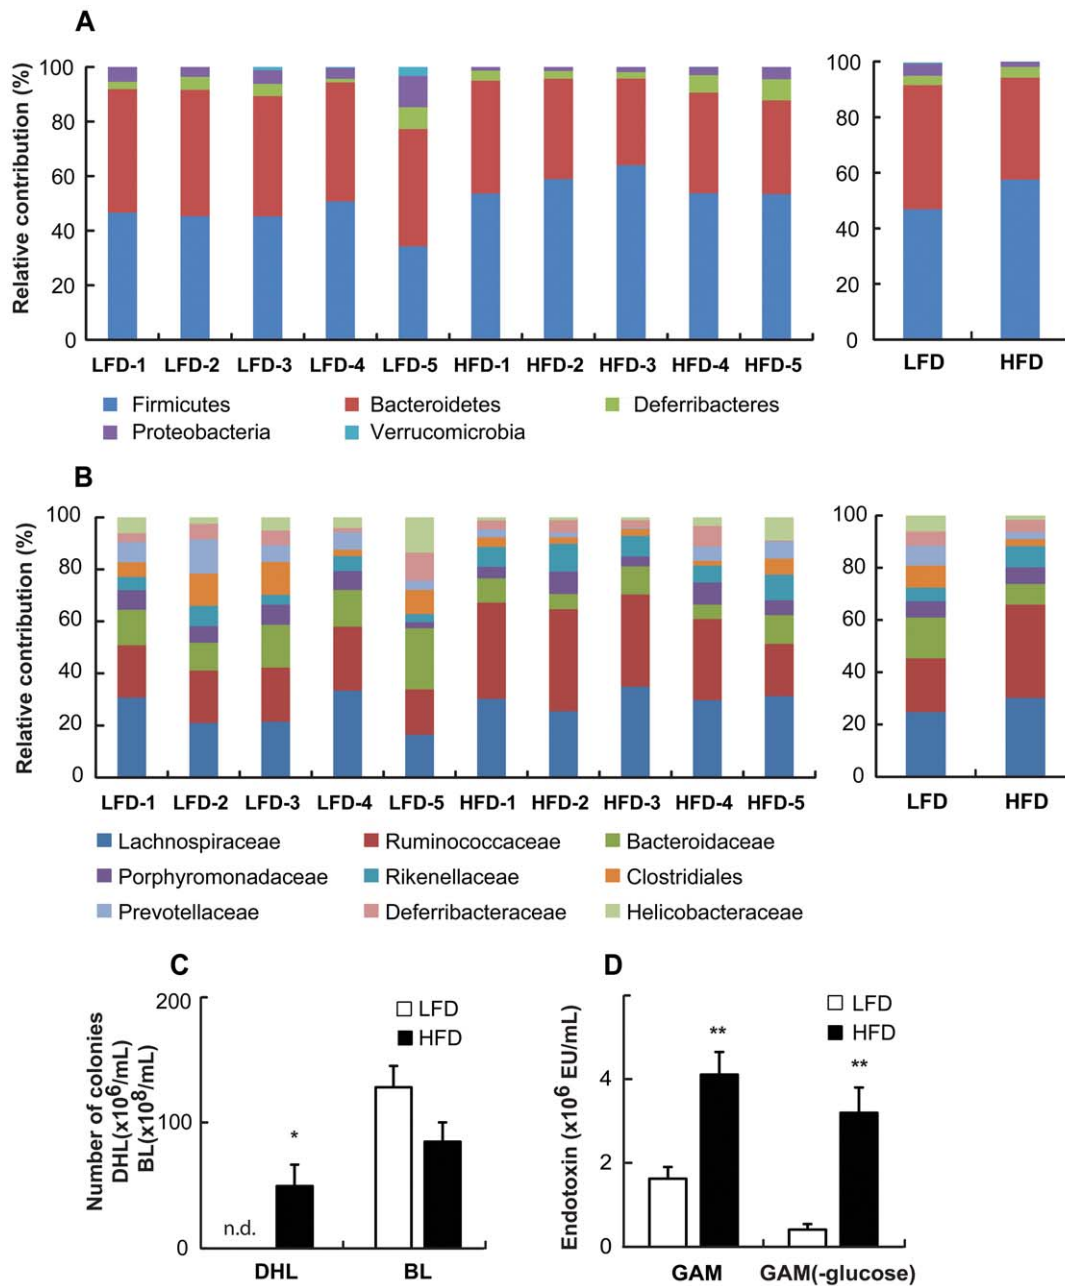 A
Relative contribution (%)
100
80
60
40
20
0
LFD-1 LFD-2 LFD-3 LFD-4 LFD-5 HFD-1 HFD-2 HFD-3 HFD-4 HFD-5
100
80
60
40
20
0
LFD HFD
Firmicutes Bacteroidetes Deferribacteres
Proteobacteria Verrucomicrobia
B
Relative contribution (%)
100
80
60
40
20
0
LFD-1 LFD-2 LFD-3 LFD-4 LFD-5 HFD-1 HFD-2 HFD-3 HFD-4 HFD-5
100
80
60
40
20
0
LFD HFD
Lachnospiraceae Ruminococcaceae Bacteroidaceae
Porphyromonadaceae Rikenellaceae Clostridiales
Prevotellaceae Deferribacteraceae Helicobacteraceae
C
Number of colonies
DHL(x10⁶/mL)
BL(x10⁸/mL)
200
100
0
LFD
HFD
n.d.
*
DHL BL
D
Endotoxin (x10⁶ EU/mL)
4
2
0
LFD
HFD
**
**
GAM GAM(-glucose)